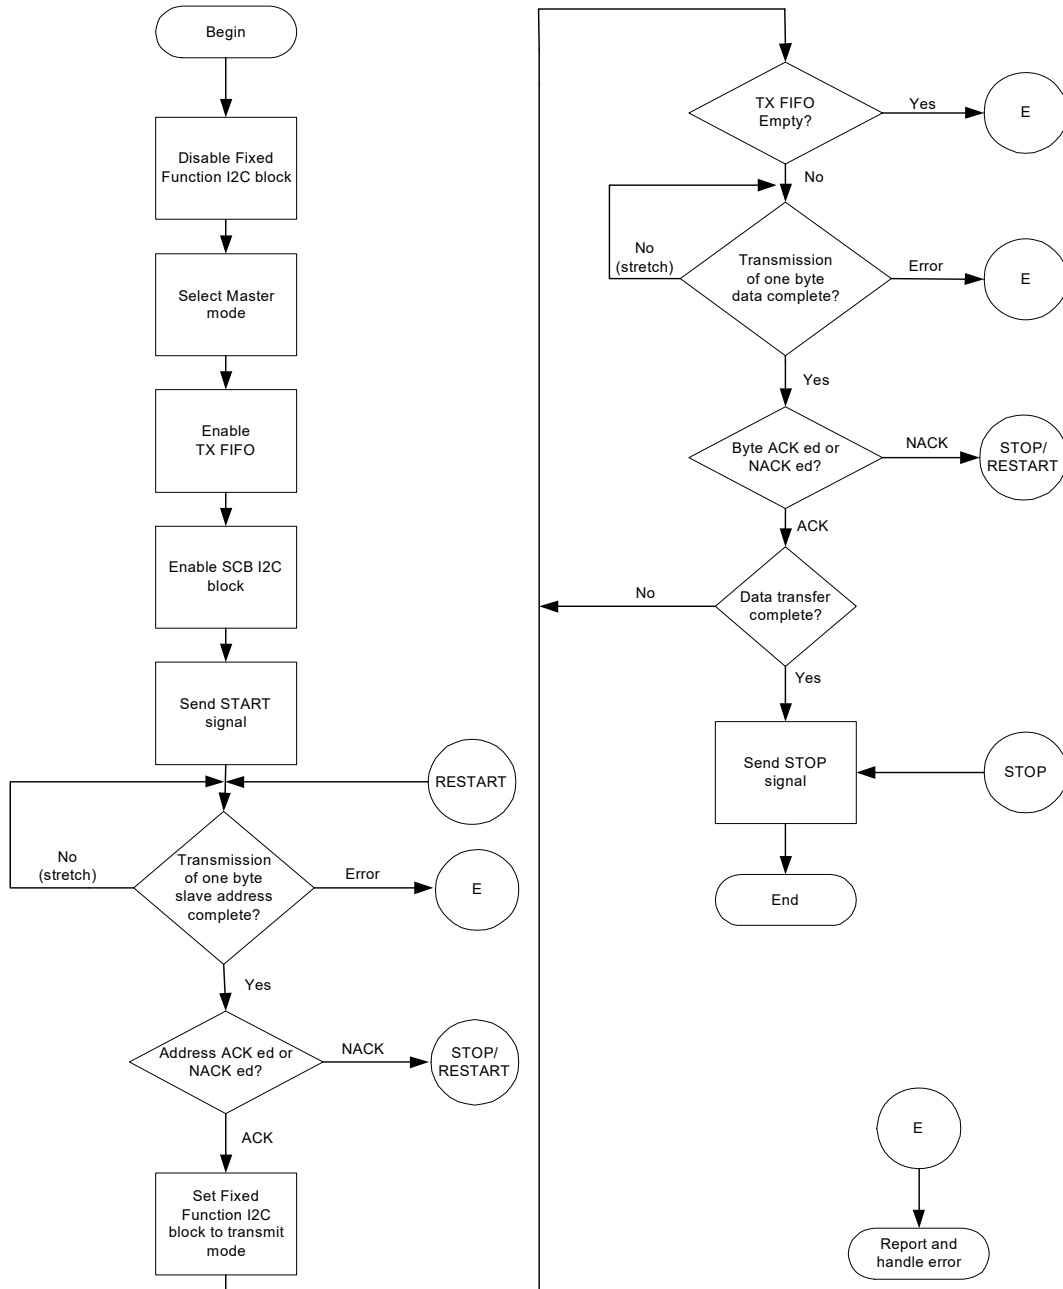 Begin
Disable Fixed
Function I2C block
Select Master
mode
Enable
TX FIFO
Enable SCB I2C
block
Send START
signal
RESTART
No
(stretch)
Transmission
of one byte
slave address
complete?
Error
E
Yes
Address ACK ed or
NACK ed?
NACK
STOP/
RESTART
ACK
Set Fixed
Function I2C
block to transmit
mode
TX FIFO
Empty?
Yes
E
No
No
(stretch)
Transmission
of one byte
data complete?
Error
E
Yes
Byte ACK ed or
NACK ed?
NACK
STOP/
RESTART
ACK
Data transfer
complete?
No
Yes
Send STOP
signal
STOP
End
E
Report and
handle error